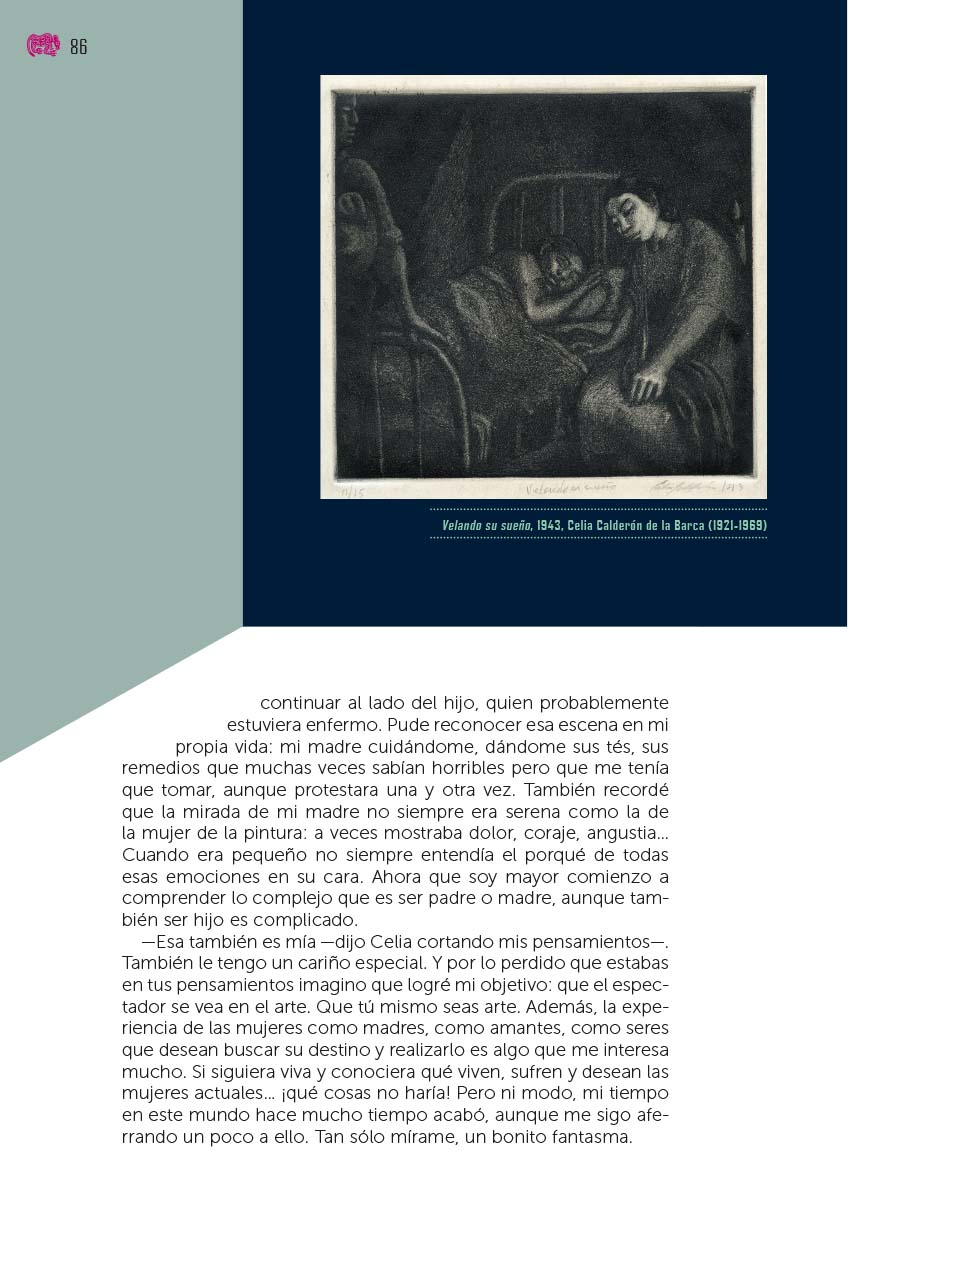 86
11/15
Velando su sueño
Velando su sueño, 1943, Celia Calderón de la Barca (1921-1969)
continuar al lado del hijo, quien probablemente
estuviera enfermo. Pude reconocer esa escena en mi
propia vida: mi madre cuidándome, dándome sus tés, sus
remedios que muchas veces sabían horribles pero que me tenía
que tomar, aunque protestara una y otra vez. También recordé
que la mirada de mi madre no siempre era serena como la de
la mujer de la pintura: a veces mostraba dolor, coraje, angustia...
Cuando era pequeño no siempre entendía el porqué de todas
esas emociones en su cara. Ahora que soy mayor comienzo a
comprender lo complejo que es ser padre o madre, aunque tam-
bién ser hijo es complicado.
—Esa también es mía —dijo Celia cortando mis pensamientos—.
También le tengo un cariño especial. Y por lo perdido que estabas
en tus pensamientos imagino que logré mi objetivo: que el espec-
tador se vea en el arte. Que tú mismo seas arte. Además, la expe-
riencia de las mujeres como madres, como amantes, como seres
que desean buscar su destino y realizarlo es algo que me interesa
mucho. Si siguiera viva y conociera qué viven, sufren y desean las
mujeres actuales... ¡qué cosas no haría! Pero ni modo, mi tiempo
en este mundo hace mucho tiempo acabó, aunque me sigo afe-
rrando un poco a ello. Tan sólo mírame, un bonito fantasma.